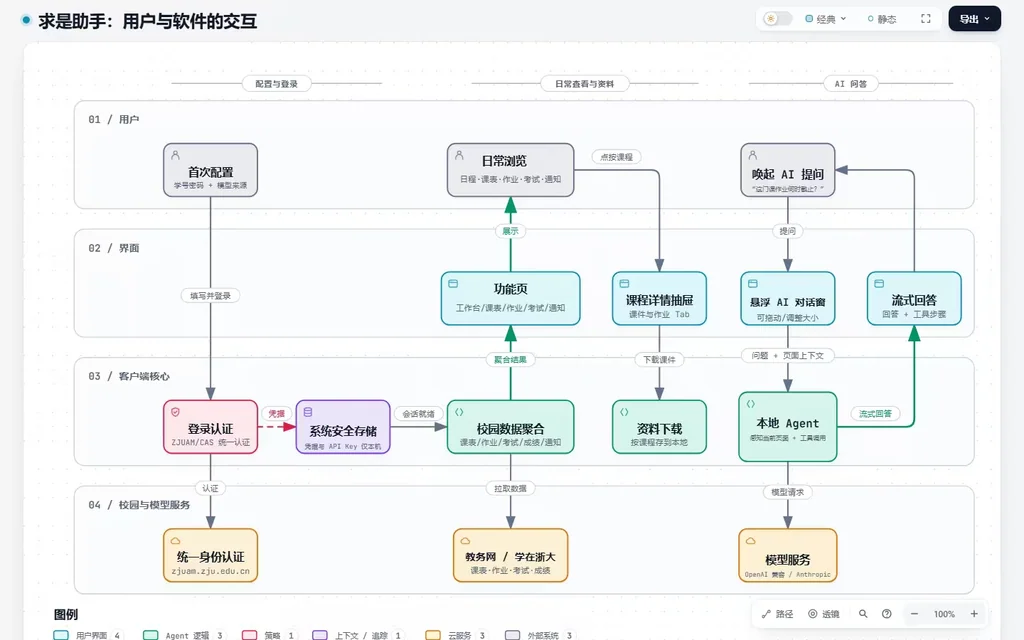 求是助手：用户与软件的交互
经典
静态
导出
配置与登录
日常查看与资料
AI 问答
01 / 用户
首次配置
学号密码 + 模型来源
日常浏览
日程·课表·作业·考试·通知
点按课程
唤起 AI 提问
“这门课作业何时截止？”
02 / 界面
展示
提问
填写并登录
功能页
工作台/课表/作业/考试/通知
课程详情抽屉
课件与作业 Tab
悬浮 AI 对话窗
可拖动/调整大小
流式回答
回答 + 工具步骤
聚合结果
下载课件
问题 + 页面上下文
03 / 客户端核心
登录认证
ZJUAM/CAS 统一认证
凭据
系统安全存储
凭据与 API Key 仅本机
会话就绪
校园数据聚合
课表/作业/考试/成绩/通知
资料下载
按课程存到本地
本地 Agent
感知当前页面 + 工具调用
流式回答
认证
拉取数据
模型请求
04 / 校园与模型服务
统一身份认证
zjuam.zju.edu.cn
教务网 / 学在浙大
课表·作业·考试·成绩
模型服务
OpenAI 兼容 / Anthropic
图例
用户界面 4
Agent 逻辑 3
策略 1
上下文 / 追踪 1
云服务 3
外部系统 3
路径
透镜
− 100% +